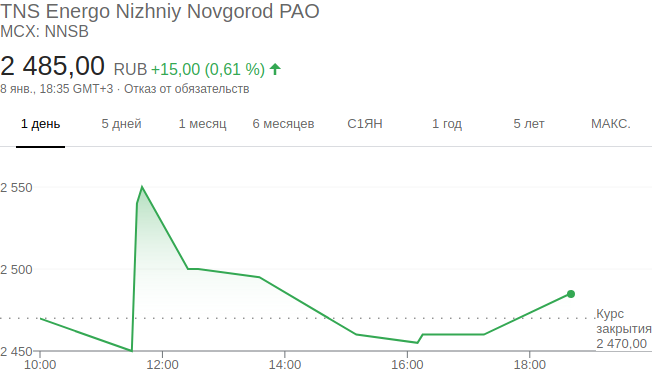 TNS Energo Nizhniy Novgorod PAO
MCX: NNSB
2 485,00 RUB +15,00 (0,61 %)
8 янв., 18:35 GMT+3 · Отказ от обязательств
1 день 5 дней 1 месяц 6 месяцев С1ЯН 1 год 5 лет МАКС.
2 550
2 500
Курс
закрытия
2 470,00
2 450
10:00 12:00 14:00 16:00 18:00